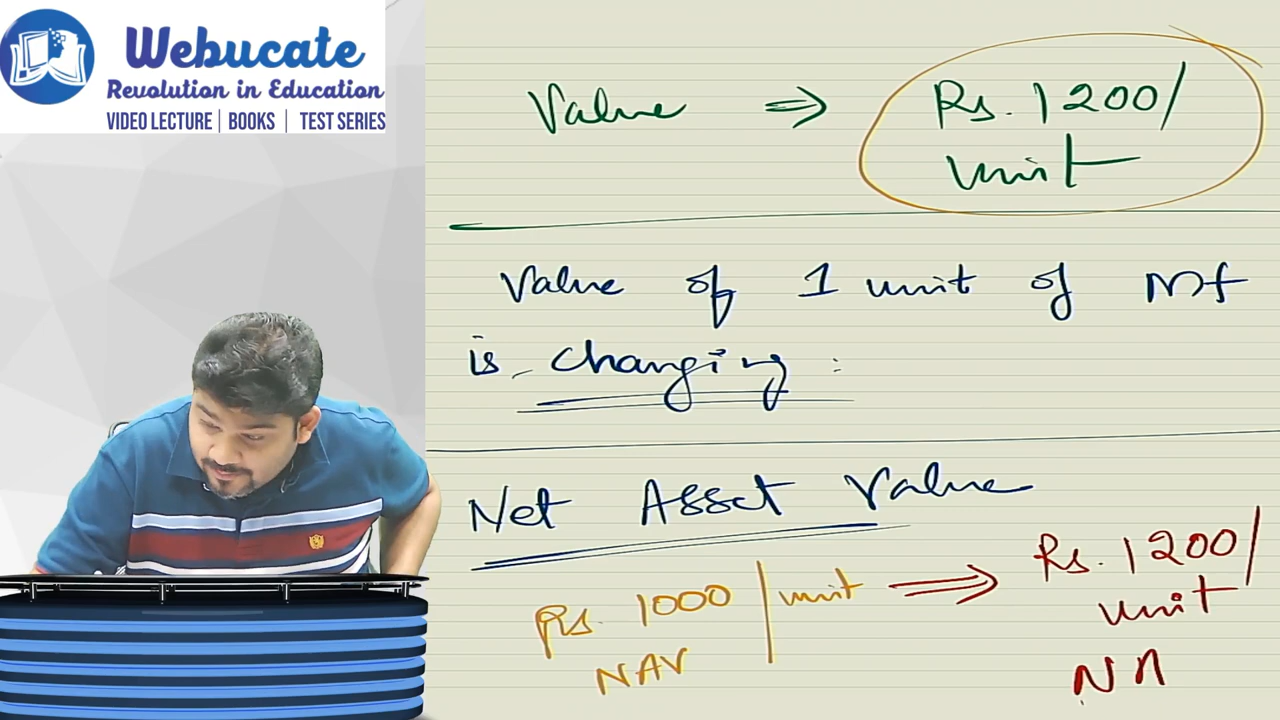 Webucate
Revolution in Education
VIDEO LECTURE | BOOKS | TEST SERIES
Value ⇒ Rs. 1200/
unit
Value of 1 unit of Mf
is changing :
Net Asset Value
Rs. 1000 / unit ⇒ Rs. 1200/
unit
NAV
NA